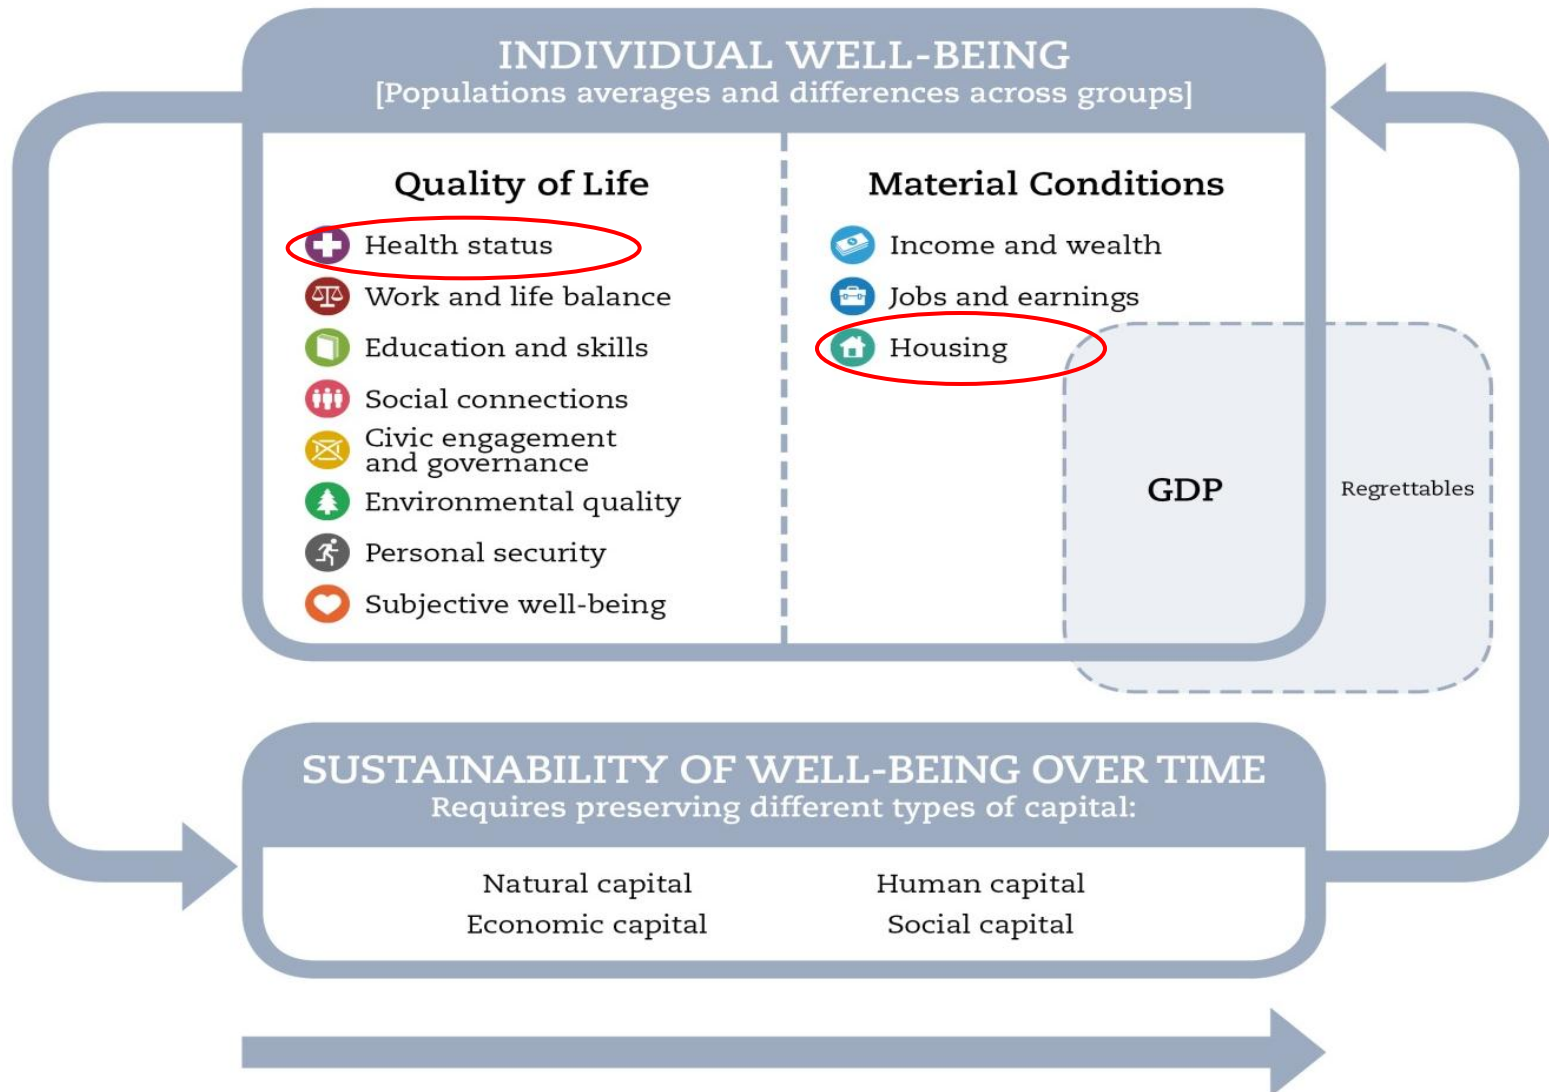 INDIVIDUAL WELL-BEING
[Populations averages and differences across groups]
Quality of Life
Health status
Work and life balance
Education and skills
Social connections
Civic engagement
and governance
Environmental quality
Personal security
Subjective well-being
Material Conditions
Income and wealth
Jobs and earnings
Housing
GDP
Regrettables
SUSTAINABILITY OF WELL-BEING OVER TIME
Requires preserving different types of capital:
Natural capital
Human capital
Economic capital
Social capital